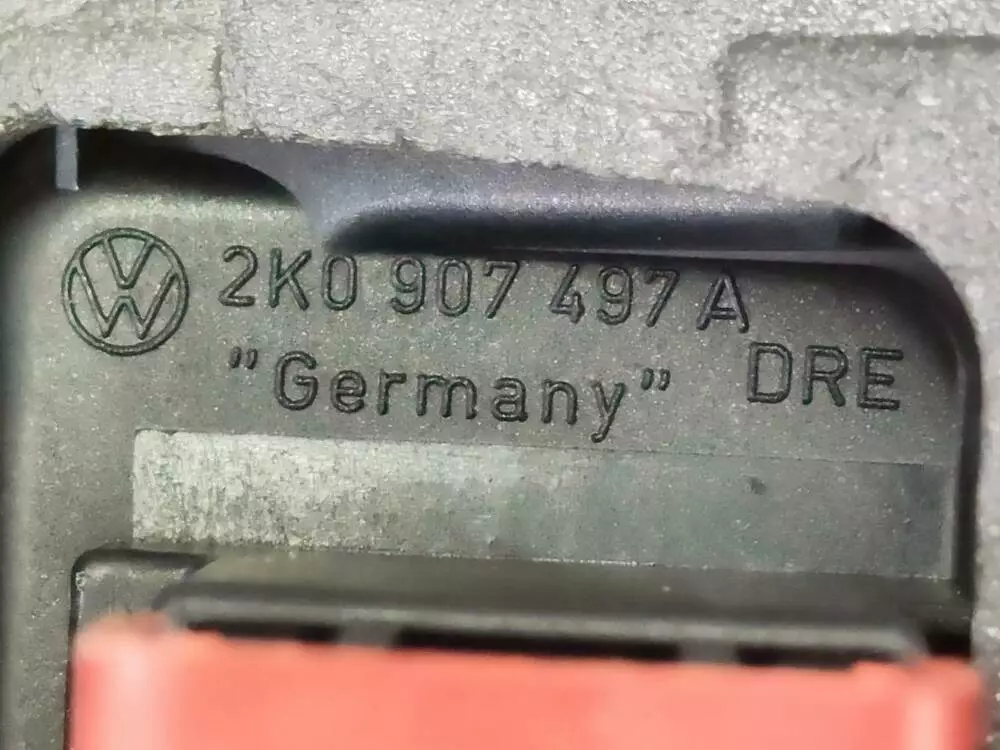 2K0 907 497 A
"Germany" DRE